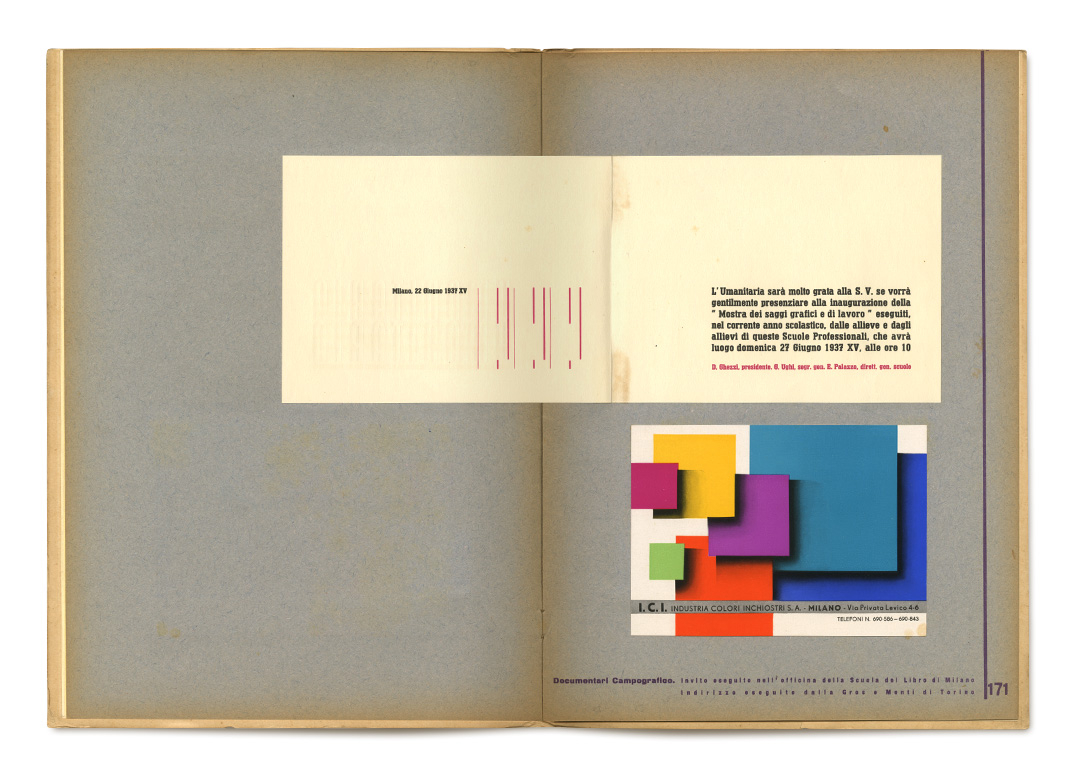 Milano, 22 Giugno 1937 XV
L'Umanitaria sarà molto grata alla S. V. se vorrà
gentilmente presenziare alla inaugurazione della
" Mostra dei saggi grafici e di lavoro " eseguiti,
nel corrente anno scolastico, dalle allieve e dagli
allievi di queste Scuole Professionali, che avrà
luogo domenica 27 Giugno 1937 XV, alle ore 10
D. Ghezzi, presidente. G. Ughi, segr. gen. E. Palazzo, dirett. gen. scuole
I.C.I. INDUSTRIA COLORI INCHIOSTRI S. A. - MILANO - Via Privata Levico 4-6
TELEFONI N. 690-586 – 690-843
Documentari Campografico. Invito eseguito nell'officina della Scuola del Libro di Milano
Indirizzo eseguito dalla Gros e Monti di Torino
171